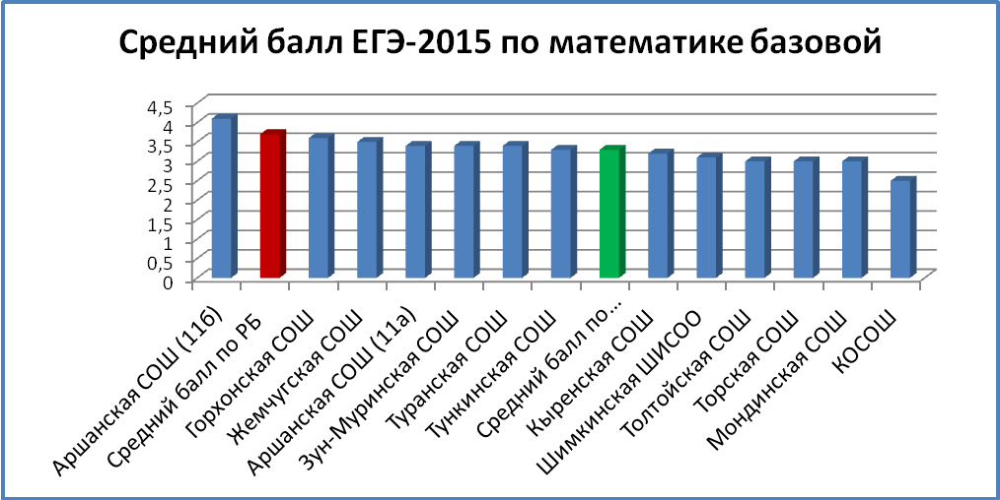 Средний балл ЕГЭ-2015 по математике базовой
4,5
4
3,5
3
2,5
2
1,5
1
0,5
0
Аршанская СОШ (11б)
Средний балл по РБ
Горхонская СОШ
Жемчугская СОШ
Аршанская СОШ (11а)
Зун-Муринская СОШ
Туранская СОШ
Тункинская СОШ
Средний балл по...
Кыренская СОШ
Шимкинская ШИСОО
Толтойская СОШ
Торская СОШ
Мондинская СОШ
КОСОШ